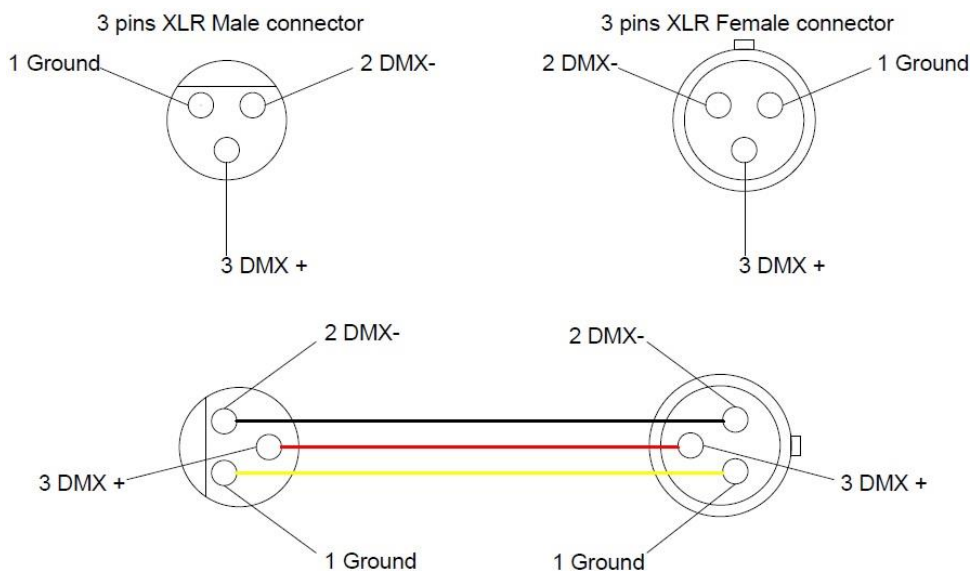 3 pins XLR Male connector
3 pins XLR Female connector
1 Ground
2 DMX-
2 DMX-
1 Ground
3 DMX +
3 DMX +
2 DMX-
2 DMX-
3 DMX +
3 DMX +
1 Ground
1 Ground